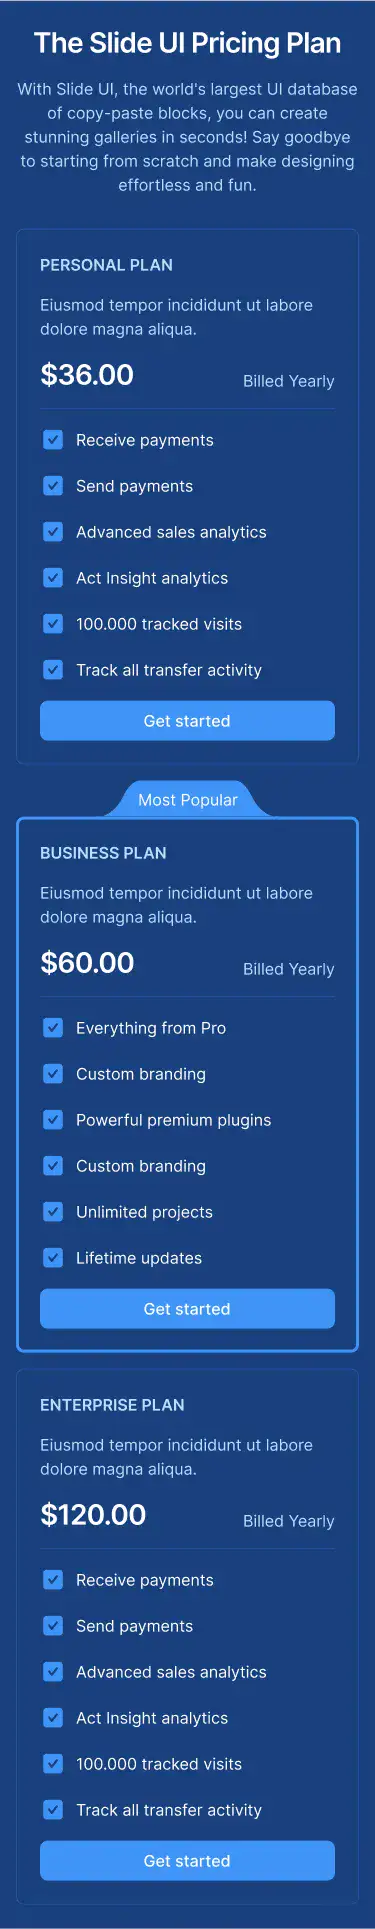 The Slide UI Pricing Plan
With Slide UI, the world's largest UI database
of copy-paste blocks, you can create
stunning galleries in seconds! Say goodbye
to starting from scratch and make designing
effortless and fun.
PERSONAL PLAN
Eiusmod tempor incididunt ut labore
dolore magna aliqua.
$36.00 Billed Yearly
Receive payments
Send payments
Advanced sales analytics
Act Insight analytics
100.000 tracked visits
Track all transfer activity
Get started
Most Popular
BUSINESS PLAN
Eiusmod tempor incididunt ut labore
dolore magna aliqua.
$60.00 Billed Yearly
Everything from Pro
Custom branding
Powerful premium plugins
Custom branding
Unlimited projects
Lifetime updates
Get started
ENTERPRISE PLAN
Eiusmod tempor incididunt ut labore
dolore magna aliqua.
$120.00 Billed Yearly
Receive payments
Send payments
Advanced sales analytics
Act Insight analytics
100.000 tracked visits
Track all transfer activity
Get started